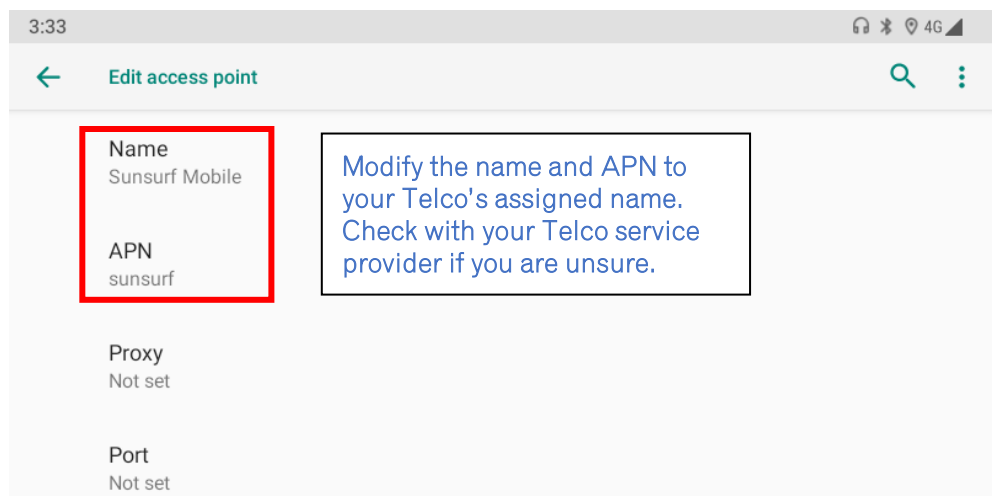 3:33
4G
Edit access point
Name
Sunsurf Mobile
APN
sunsurf
Modify the name and APN to
your Telco's assigned name.
Check with your Telco service
provider if you are unsure.
Proxy
Not set
Port
Not set